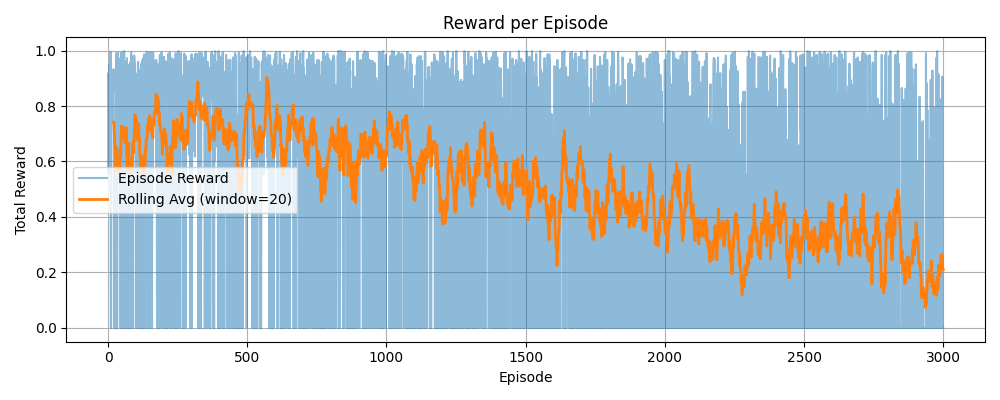 Reward per Episode
Total Reward
1.0
0.8
0.6
0.4
0.2
0.0
Episode Reward
Rolling Avg (window=20)
0
500
1000
1500
2000
2500
3000
Episode